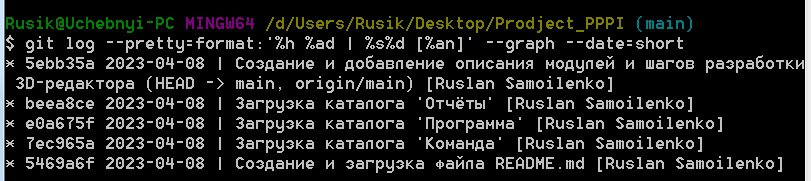 Rusik@Uchebnyi-PC MINGW64 /d/Users/Rusik/Desktop/Prodject_PPPI (main)
$ git log --pretty=format:'%h %ad | %s%d [%an]' --graph --date=short
* 5ebb35a 2023-04-08 | Создание и добавление описания модулей и шагов разработки
3D-редактора (HEAD -> main, origin/main) [Ruslan Samoilenko]
* beea8ce 2023-04-08 | Загрузка каталога 'Отчёты' [Ruslan Samoilenko]
* e0a675f 2023-04-08 | Загрузка каталога 'Программа' [Ruslan Samoilenko]
* 7ec965a 2023-04-08 | Загрузка каталога 'Команда' [Ruslan Samoilenko]
* 5469a6f 2023-04-08 | Создание и загрузка файла README.md [Ruslan Samoilenko]